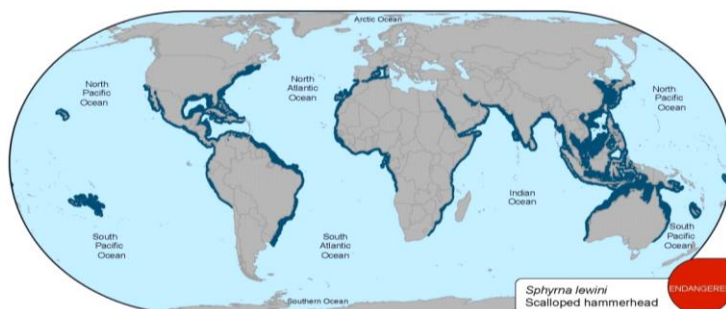 Arctic Ocean
North
Pacific
Ocean
North
Atlantic
Ocean
North
Pacific
Ocean
Indian
Ocean
South
Pacific
Ocean
South
Atlantic
Ocean
South
Pacific
Ocean
Southern Ocean
Sphyrna lewini
Scalloped hammerhead
ENDANGERE